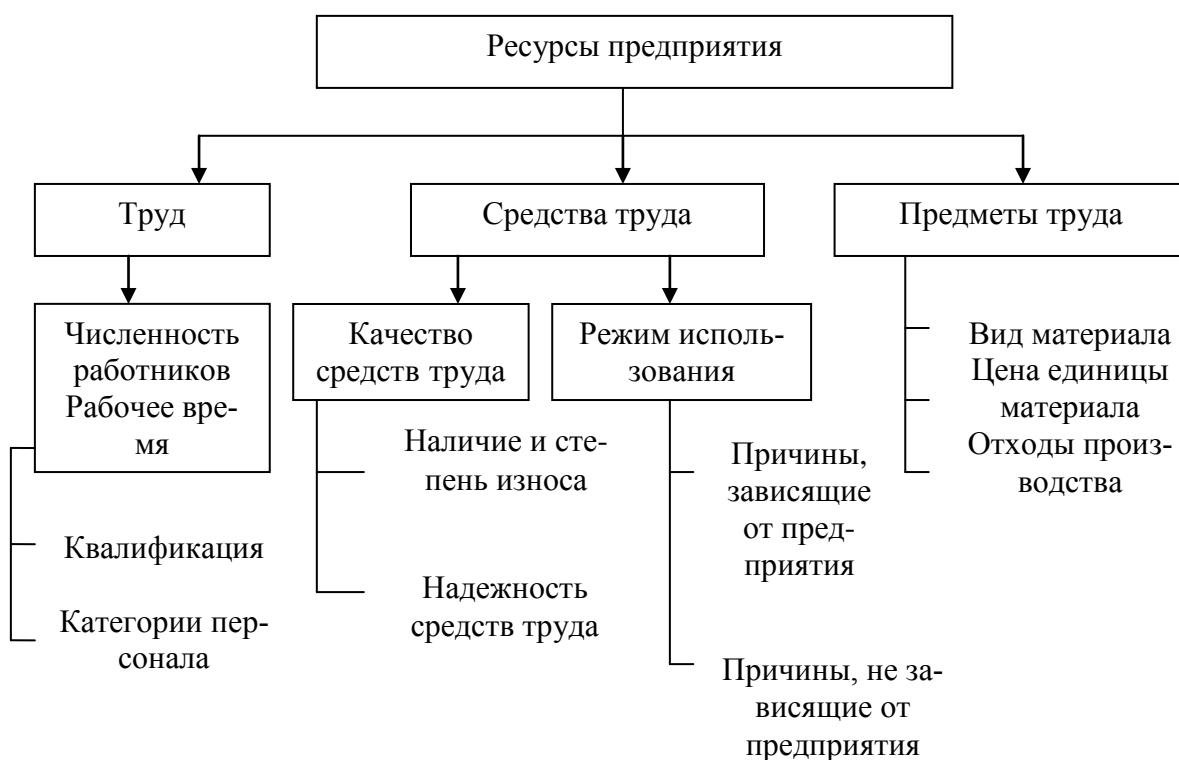 Ресурсы предприятия
Труд
Средства труда
Предметы труда
Численность
работников
Рабочее вре-
мя
Качество
средств труда
Режим исполь-
зования
Вид материала
Цена единицы
материала
Отходы произ-
водства
Наличие и сте-
пень износа
Причины,
зависящие
от пред-
приятия
Квалификация
Надежность
средств труда
Категории пер-
сонала
Причины, не за-
висящие от
предприятия